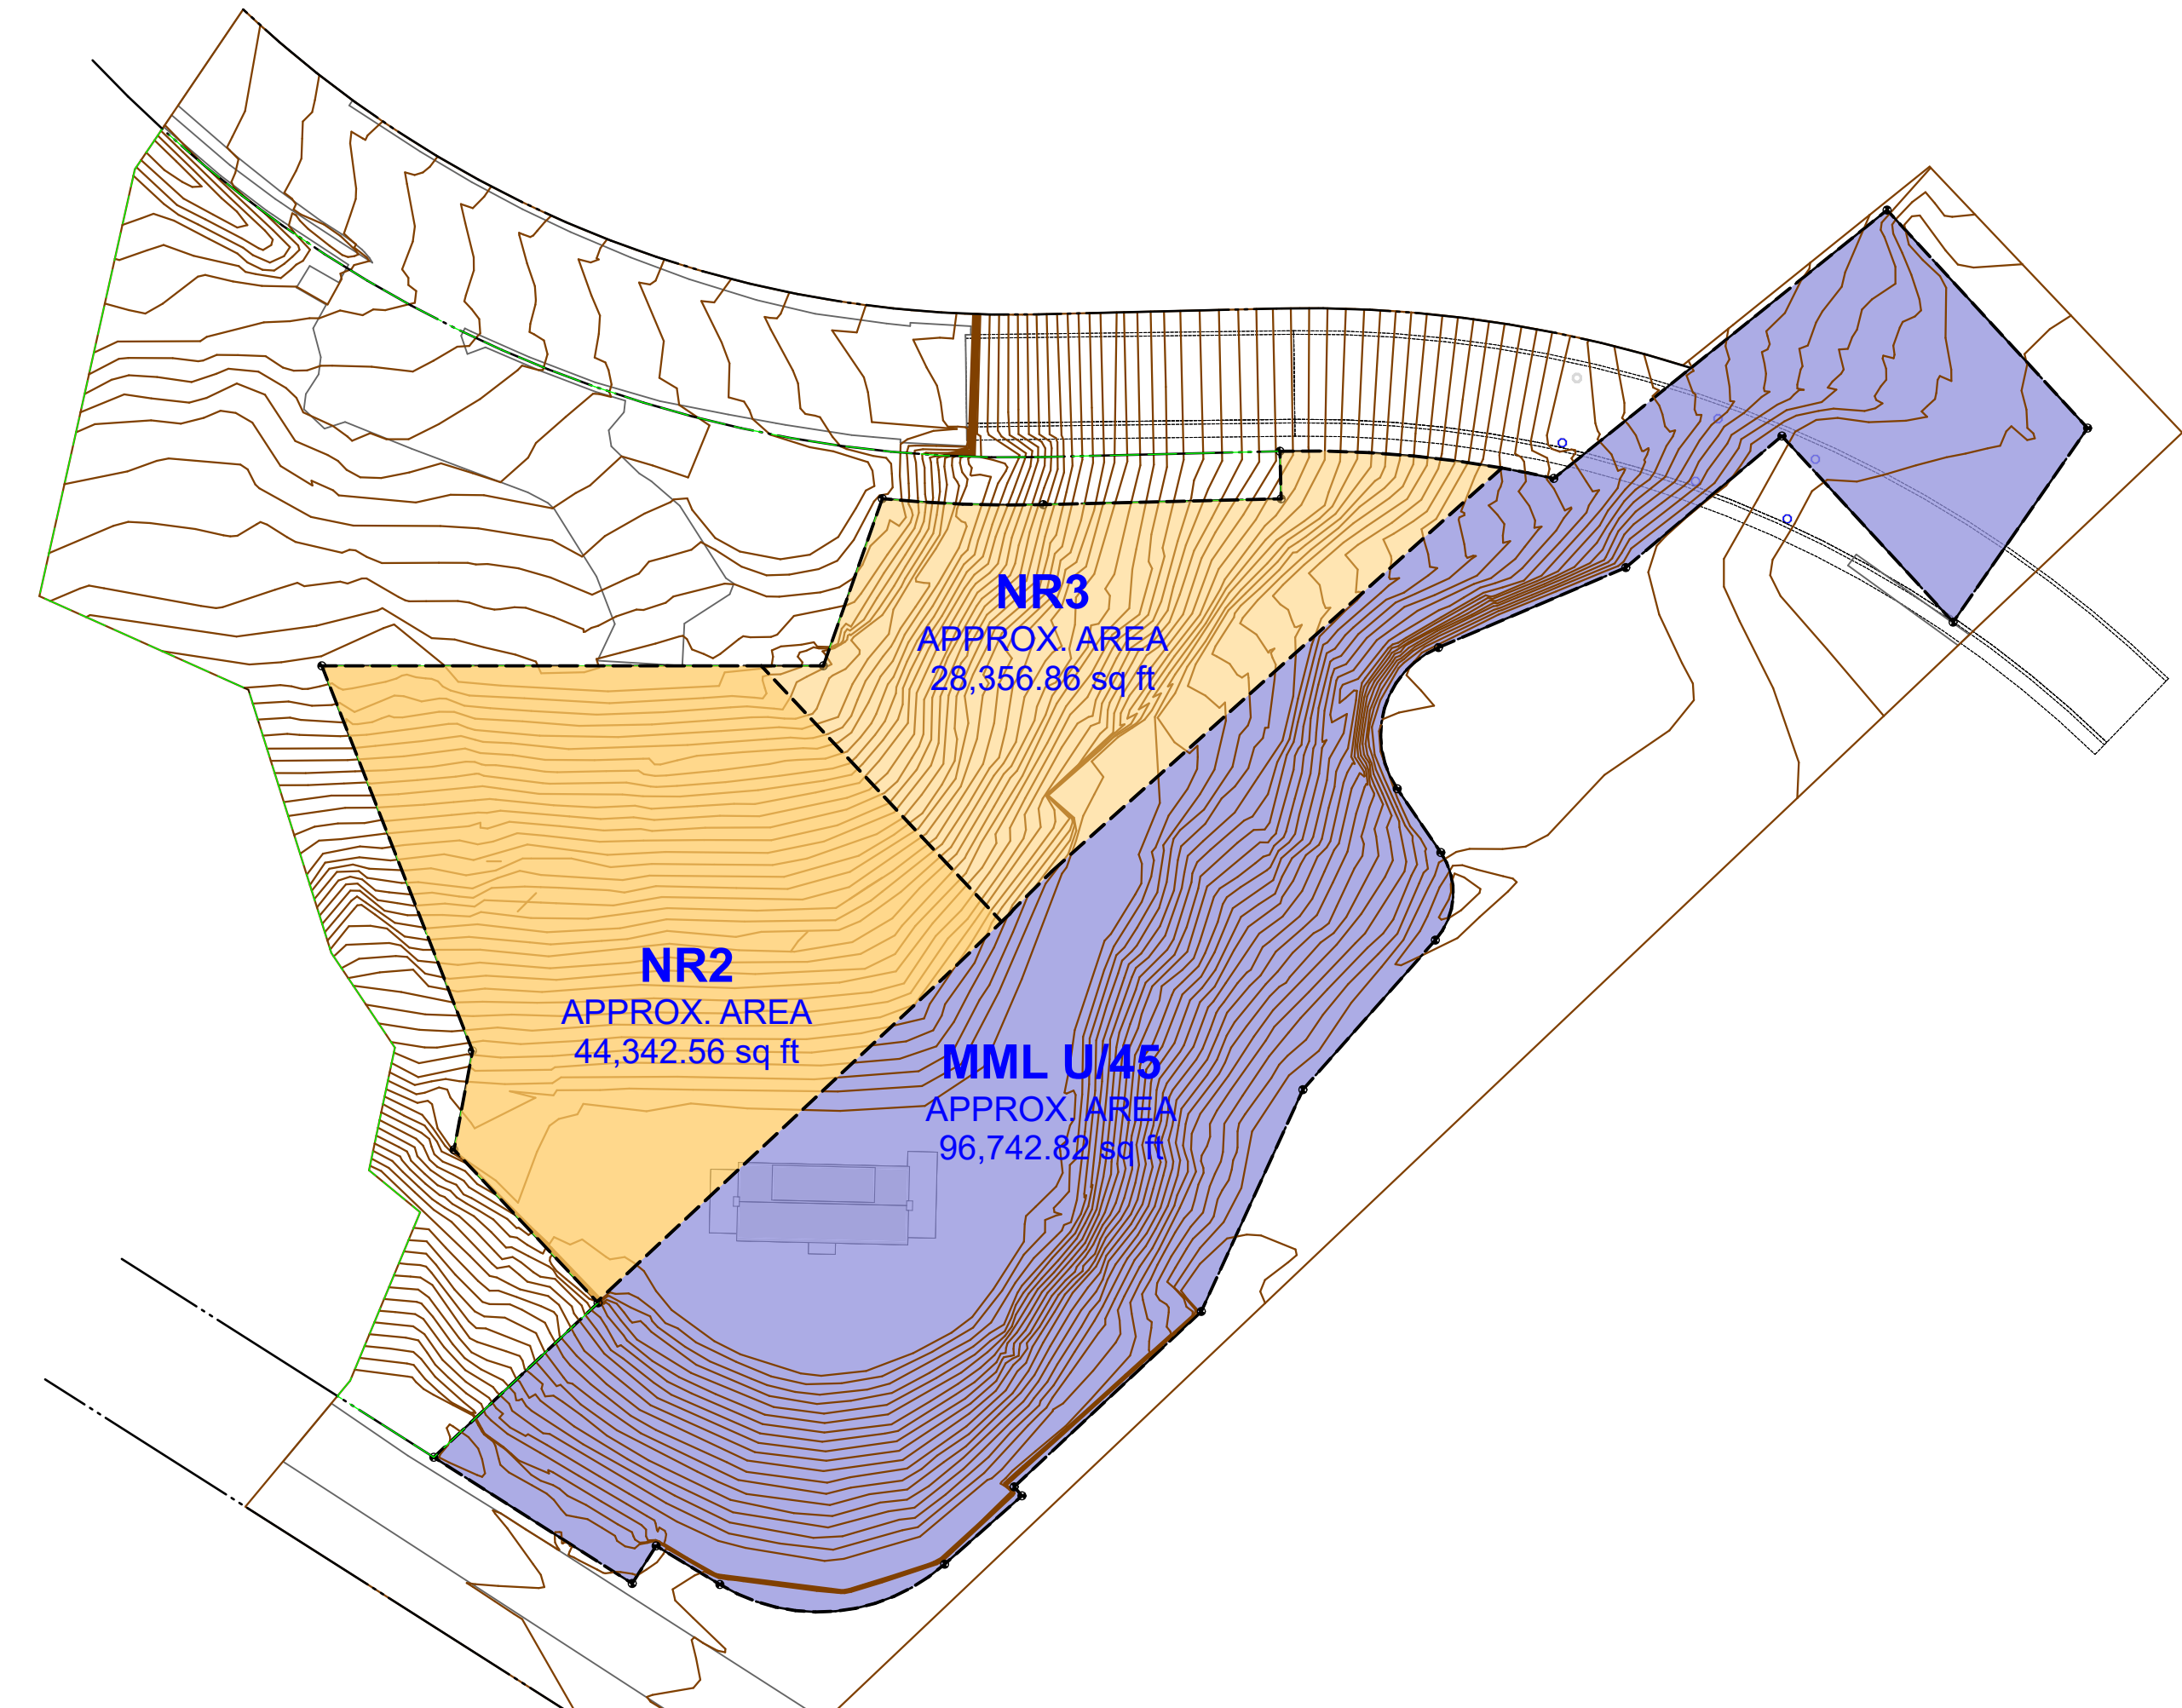 NR3
APPROX. AREA
28,356.86 sq ft
NR2
APPROX. AREA
44,342.56 sq ft
MML U/45
APPROX. AREA
96,742.82 sq ft